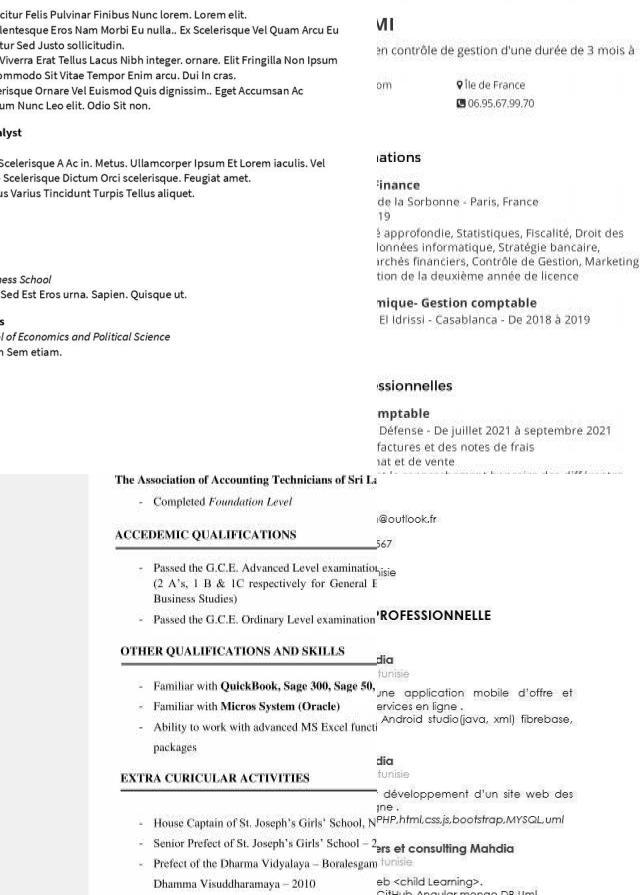 citur Felis Pulvinar Finibus Nunc lorem. Lorem elit.
lentesque Eros Nam Morbi Eu nulla.. Ex Scelerisque Vel Quam Arcu Eu
tur Sed Justo sollicitudin.
Viverra Erat Tellus Lacus Nibh integer. ornare. Elit Fringilla Non Ipsum
ommodo Sit Vitae Tempor Enim arcu. Dui In cras.
erisque Ornare Vel Euismod Quis dignissim.. Eget Accumsan Ac
um Nunc Leo elit. Odio Sit non.
alyst
Scelerisque A Ac in. Metus. Ullamcorper Ipsum Et Lorem iaculis. Vel
Scelerisque Dictum Orci scelerisque. Feugiat amet.
us Varius Tincidunt Turpis Tellus aliquet.
ness School
Sed Est Eros urna. Sapien. Quisque ut.
s
l of Economics and Political Science
n Sem etiam.
MI
en contrôle de gestion d'une durée de 3 mois à
om
Île de France
06.95.67.99.70
ations
Finance
de la Sorbonne - Paris, France
19
é approfondie, Statistiques, Fiscalité, Droit des
données informatique, Stratégie bancaire,
archés financiers, Contrôle de Gestion, Marketing
tion de la deuxième année de licence
mique- Gestion comptable
El Idrissi - Casablanca - De 2018 à 2019
ssionnelles
mptable
Défense - De juillet 2021 à septembre 2021
factures et des notes de frais
hat et de vente
The Association of Accounting Technicians of Sri La
- Completed Foundation Level
ACCEDEMIC QUALIFICATIONS
- Passed the G.C.E. Advanced Level examination
(2 A's, 1 B & 1C respectively for General E
Business Studies)
- Passed the G.C.E. Ordinary Level examination
OTHER QUALIFICATIONS AND SKILLS
- Familiar with QuickBook, Sage 300, Sage 50,
- Familiar with Micros System (Oracle)
- Ability to work with advanced MS Excel functi
packages
EXTRA CURICULAR ACTIVITIES
- House Captain of St. Joseph's Girls' School, N
- Senior Prefect of St. Joseph's Girls' School – 2
- Prefect of the Dharma Vidyalaya – Boralesgam
Dhamma Visuddharamaya – 2010
@outlook.fr
567
nisie
PROFESSIONNELLE
dia
tunisie
une application mobile d'offre et
ervices en ligne .
Android studio(java, xml) fibrebase,
dia
tunisie
développement d'un site web des
gne .
PHP,html,css,js,bootstrap,MYSQL,uml
ers et consulting Mahdia
tunisie
eb <child Learning>.
GitHub Angular mongo DB Uml